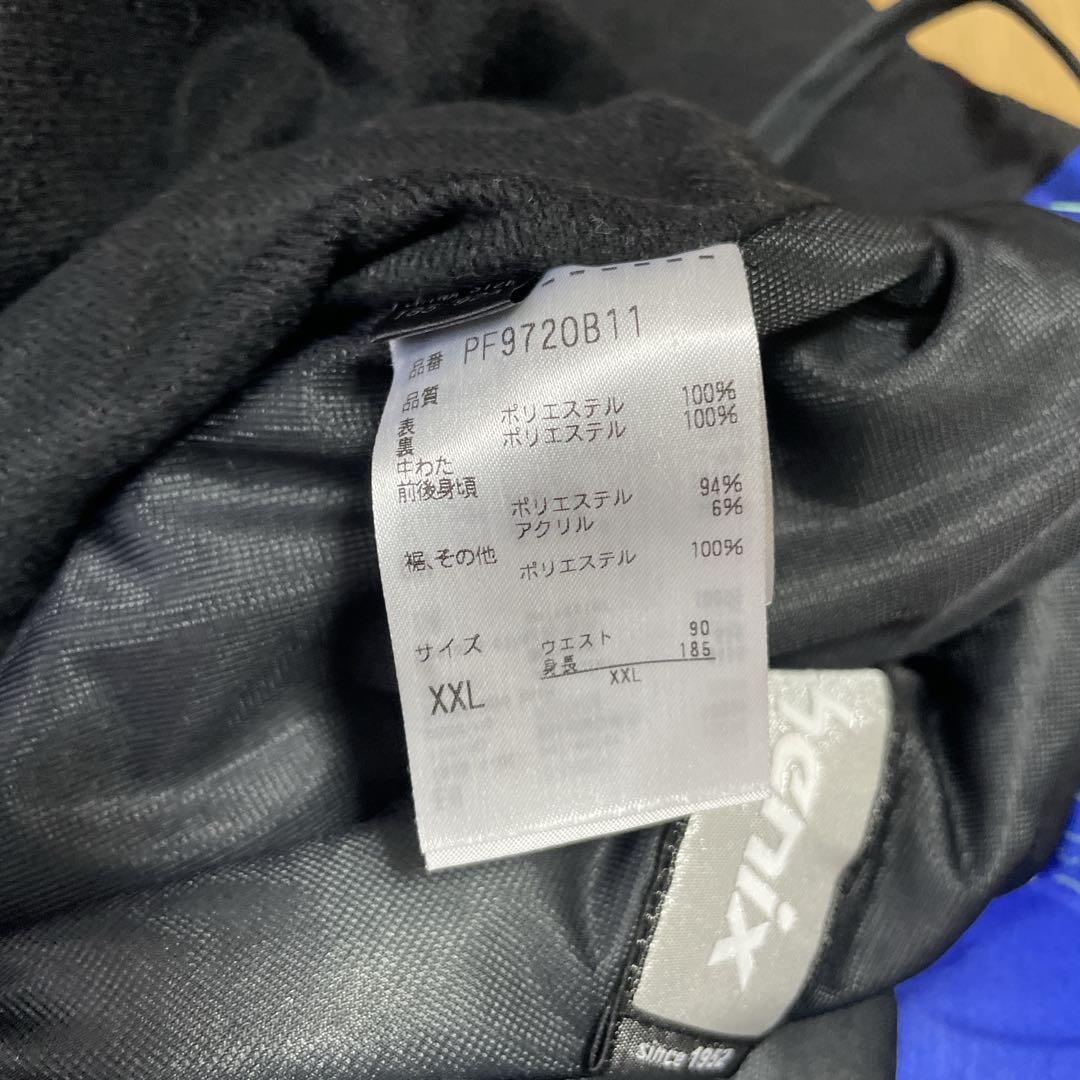 品番 PF9720B11
品質
表 ポリエステル 100%
裏 ポリエステル 100%
中わた
前後身頃
ポリエステル 94%
アクリル 6%
裾、その他
ポリエステル 100%
サイズ ウエスト 90
身長 185
XXL XXL
phenix
since 1952